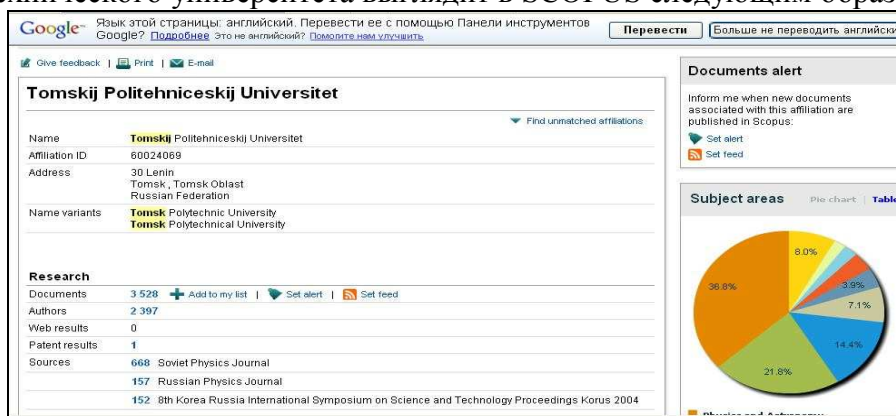 нического университета выглядит в SCOPUS следующим образ
Google Язык этой страницы: английский. Перевести ее с помощью Панели инструментов
Google? Подробнее Это не английский? Помогите нам улучшить
Перевести
Больше не переводить английски
Give feedback | Print | E-mail
Tomskij Politehniceskij Universitet
Find unmatched affiliations
Name Tomskij Politehniceskij Universitet
Affiliation ID 60024069
Address 30 Lenin
Tomsk , Tomsk Oblast
Russian Federation
Name variants Tomsk Polytechnic University
Tomsk Polytechnical University
Research
Documents 3 528 Add to my list | Set alert | Set feed
Authors 2 397
Web results 0
Patent results 1
Sources 668 Soviet Physics Journal
157 Russian Physics Journal
152 8th Korea Russia International Symposium on Science and Technology Proceedings Korus 2004
Documents alert
Inform me when new documents
associated with this affiliation are
published in Scopus:
Set alert
Set feed
Subject areas Pie chart | Table
8.0%
36.8%
3.9%
7.1%
14.4%
21.8%
Physics and Astronomy